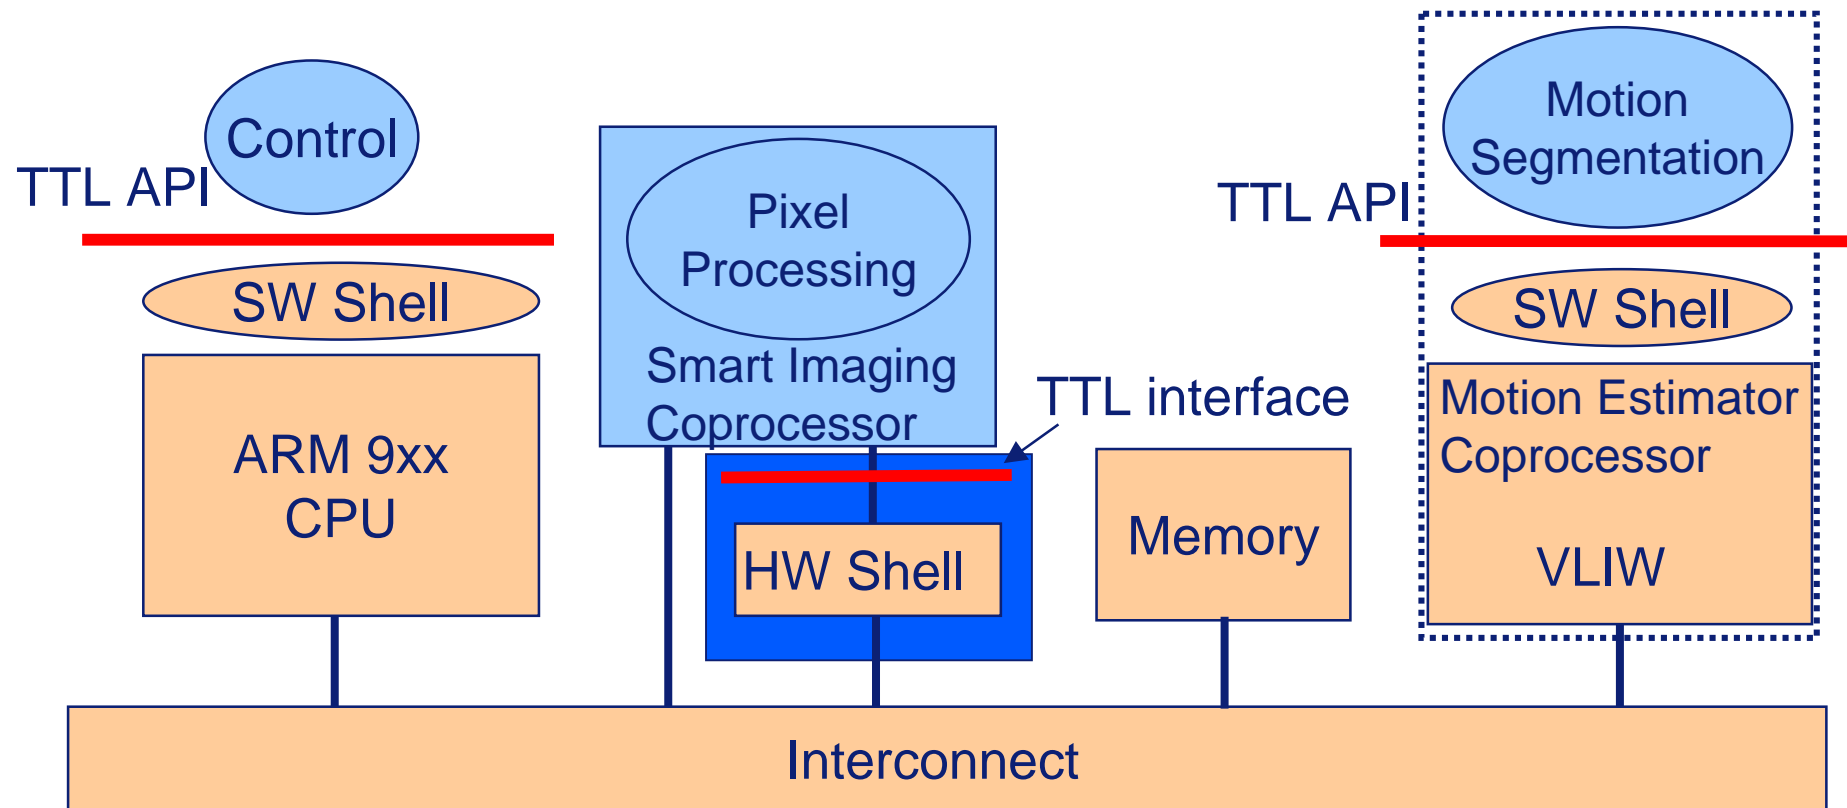 Control
TTL API
SW Shell
ARM 9xx
CPU
Pixel
Processing
Smart Imaging
Coprocessor
TTL interface
HW Shell
Memory
Motion
Segmentation
TTL API
SW Shell
Motion Estimator
Coprocessor
VLIW
Interconnect